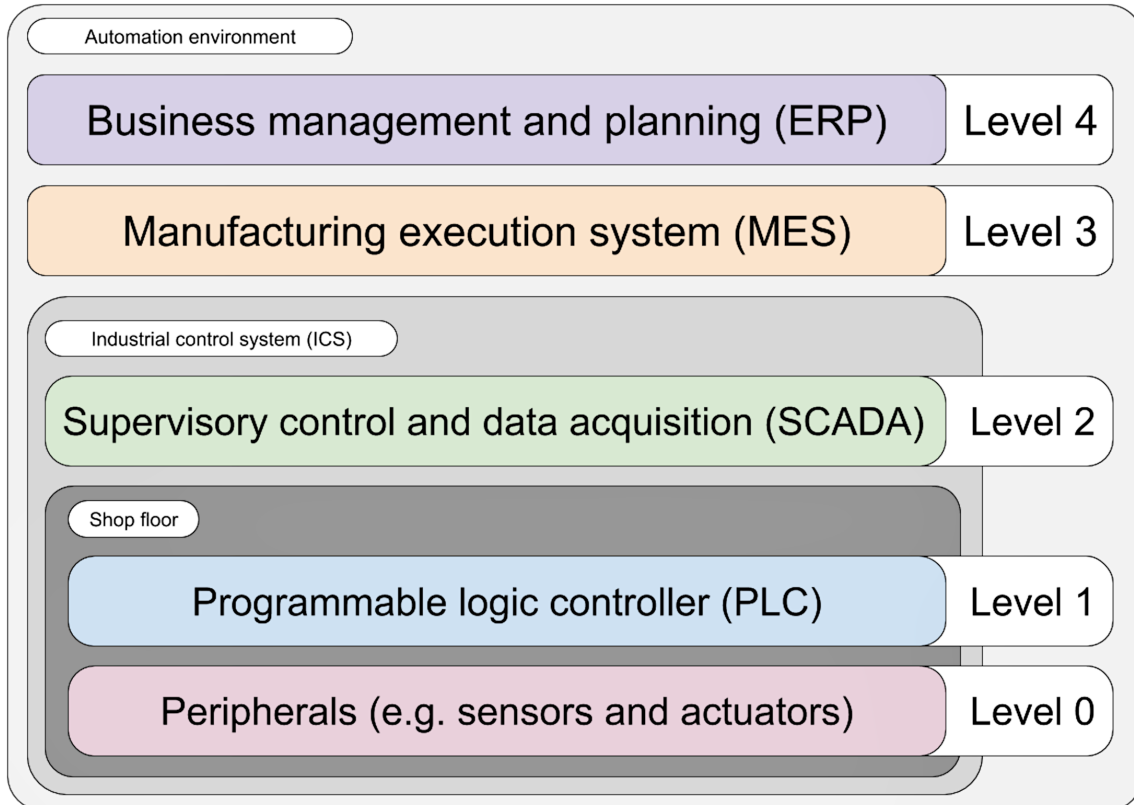 Automation environment
Business management and planning (ERP) Level 4
Manufacturing execution system (MES) Level 3
Industrial control system (ICS)
Supervisory control and data acquisition (SCADA) Level 2
Shop floor
Programmable logic controller (PLC) Level 1
Peripherals (e.g. sensors and actuators) Level 0